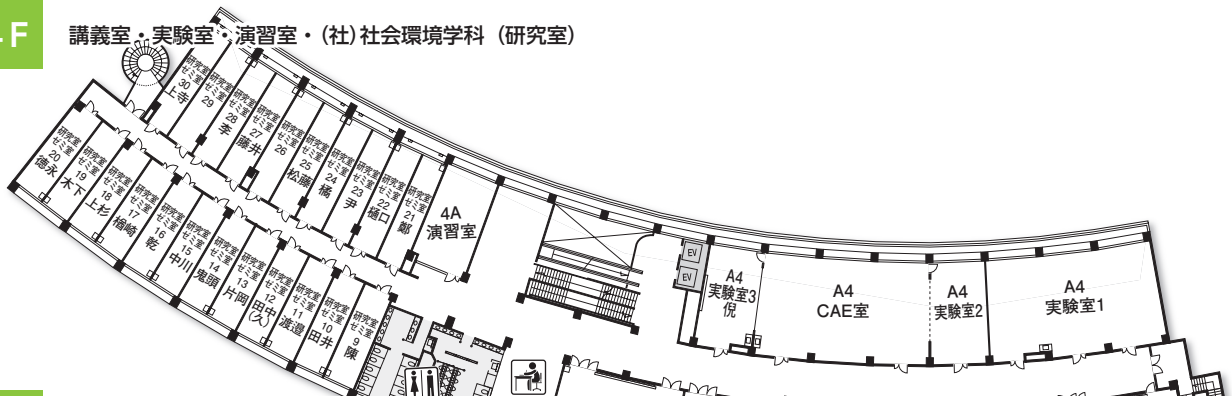 F
講義室・実験室・演習室・(社)社会環境学科（研究室）
研究室
ゼミ室
30
上寺
研究室
ゼミ室
29
研究室
ゼミ室
28
李
研究室
ゼミ室
27
藤井
研究室
ゼミ室
26
研究室
ゼミ室
25
松藤
研究室
ゼミ室
24
橘
研究室
ゼミ室
23
尹
研究室
ゼミ室
22
樋口
研究室
ゼミ室
21
鄭
4A
演習室
研究室
ゼミ室
20
徳永
研究室
ゼミ室
19
木下
研究室
ゼミ室
18
上杉
研究室
ゼミ室
17
楢崎
研究室
ゼミ室
16
乾
研究室
ゼミ室
15
中川
研究室
ゼミ室
14
鬼頭
研究室
ゼミ室
13
片岡
研究室
ゼミ室
12
田中
(久)
研究室
ゼミ室
11
渡邉
研究室
ゼミ室
10
田井
研究室
ゼミ室
9
陳
EV
EV
A4
実験室3
倪
A4
CAE室
A4
実験室2
A4
実験室1